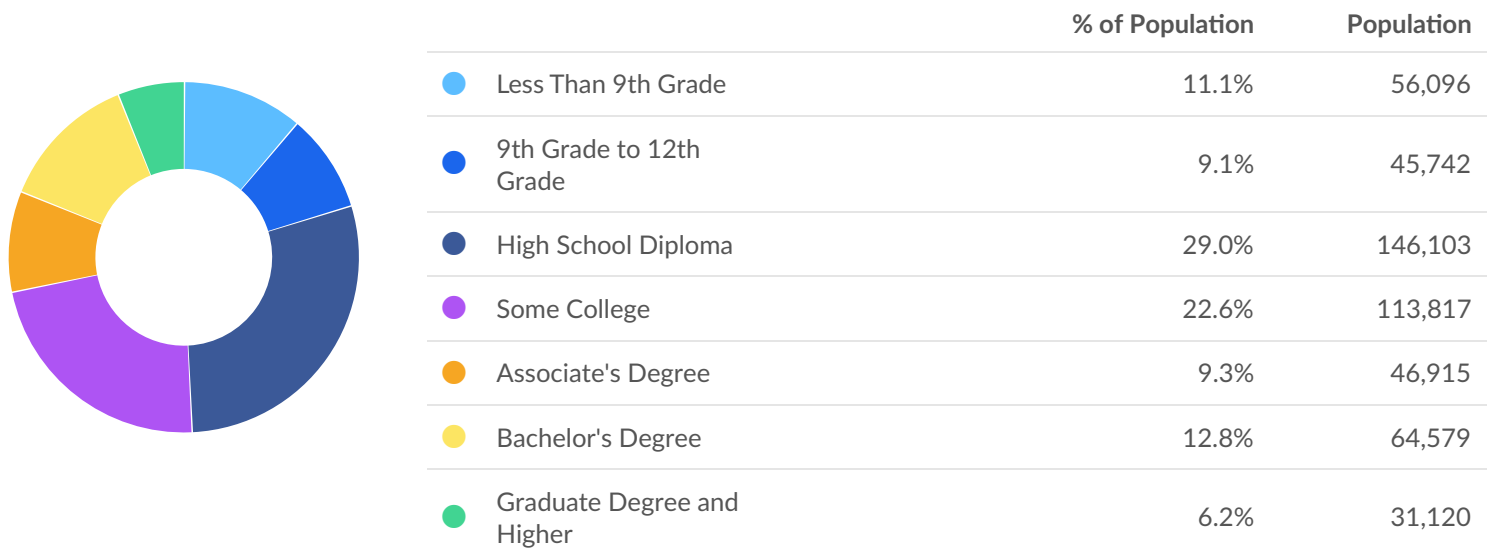 % of Population Population
Less Than 9th Grade 11.1% 56,096
9th Grade to 12th
Grade 9.1% 45,742
High School Diploma 29.0% 146,103
Some College 22.6% 113,817
Associate's Degree 9.3% 46,915
Bachelor's Degree 12.8% 64,579
Graduate Degree and
Higher 6.2% 31,120